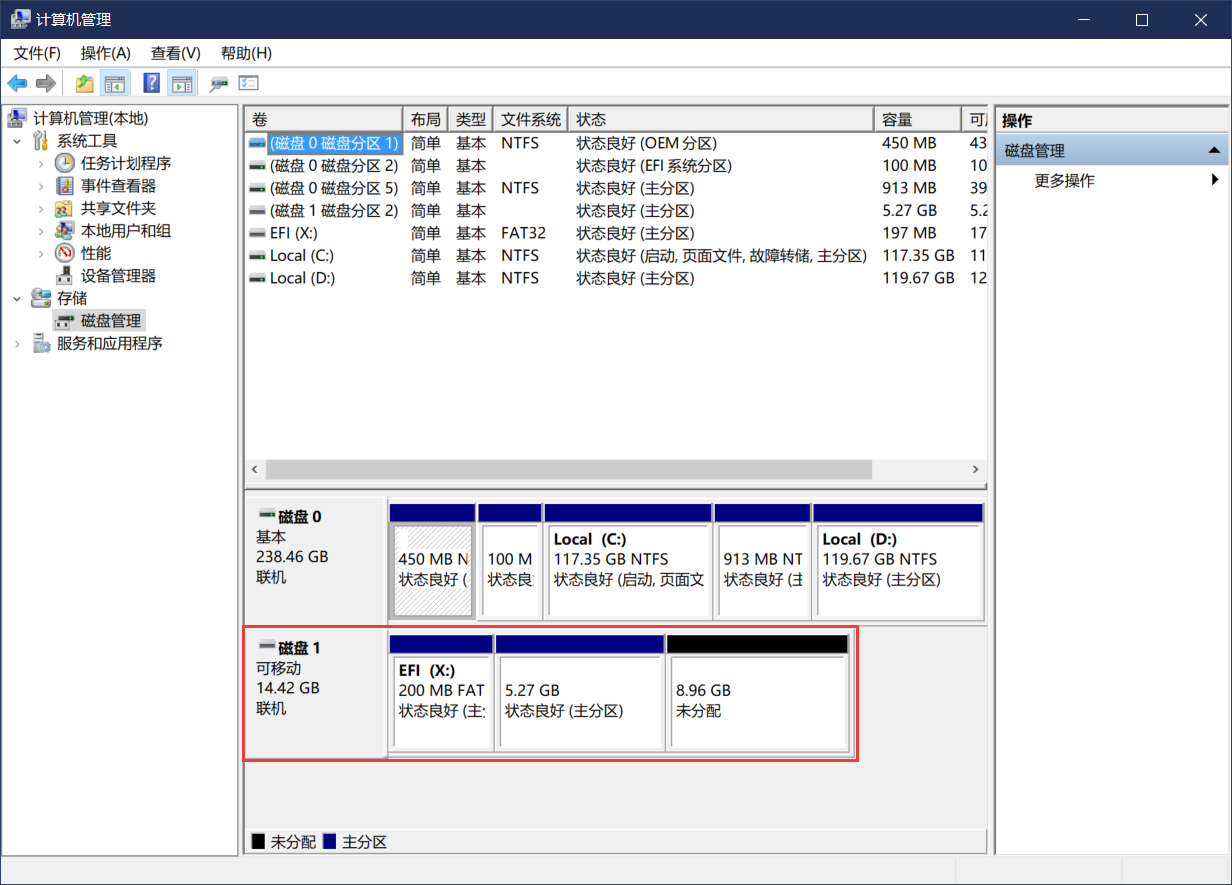 计算机管理
文件(F) 操作(A) 查看(V) 帮助(H)
计算机管理(本地)
系统工具
任务计划程序
事件查看器
共享文件夹
本地用户和组
性能
设备管理器
存储
磁盘管理
服务和应用程序
卷 布局 类型 文件系统 状态 容量
(磁盘 0 磁盘分区 1) 简单 基本 NTFS 状态良好 (OEM 分区) 450 MB 43
(磁盘 0 磁盘分区 2) 简单 基本 状态良好 (EFI 系统分区) 100 MB 10
(磁盘 0 磁盘分区 5) 简单 基本 NTFS 状态良好 (主分区) 913 MB 39
(磁盘 1 磁盘分区 2) 简单 基本 状态良好 (主分区) 5.27 GB 5.2
EFI (X:) 简单 基本 FAT32 状态良好 (主分区) 197 MB 17
Local (C:) 简单 基本 NTFS 状态良好 (启动, 页面文件, 故障转储, 主分区) 117.35 GB 11
Local (D:) 简单 基本 NTFS 状态良好 (主分区) 119.67 GB 12
磁盘 0
基本
238.46 GB
联机
450 MB N
状态良好 (
100 M
状态良
Local (C:)
117.35 GB NTFS
状态良好 (启动, 页面文
913 MB NT
状态良好 (主
Local (D:)
119.67 GB NTFS
状态良好 (主分区)
磁盘 1
可移动
14.42 GB
联机
EFI (X:)
200 MB FAT
状态良好 (主
5.27 GB
状态良好 (主分区)
8.96 GB
未分配
未分配 主分区
操作
磁盘管理
更多操作